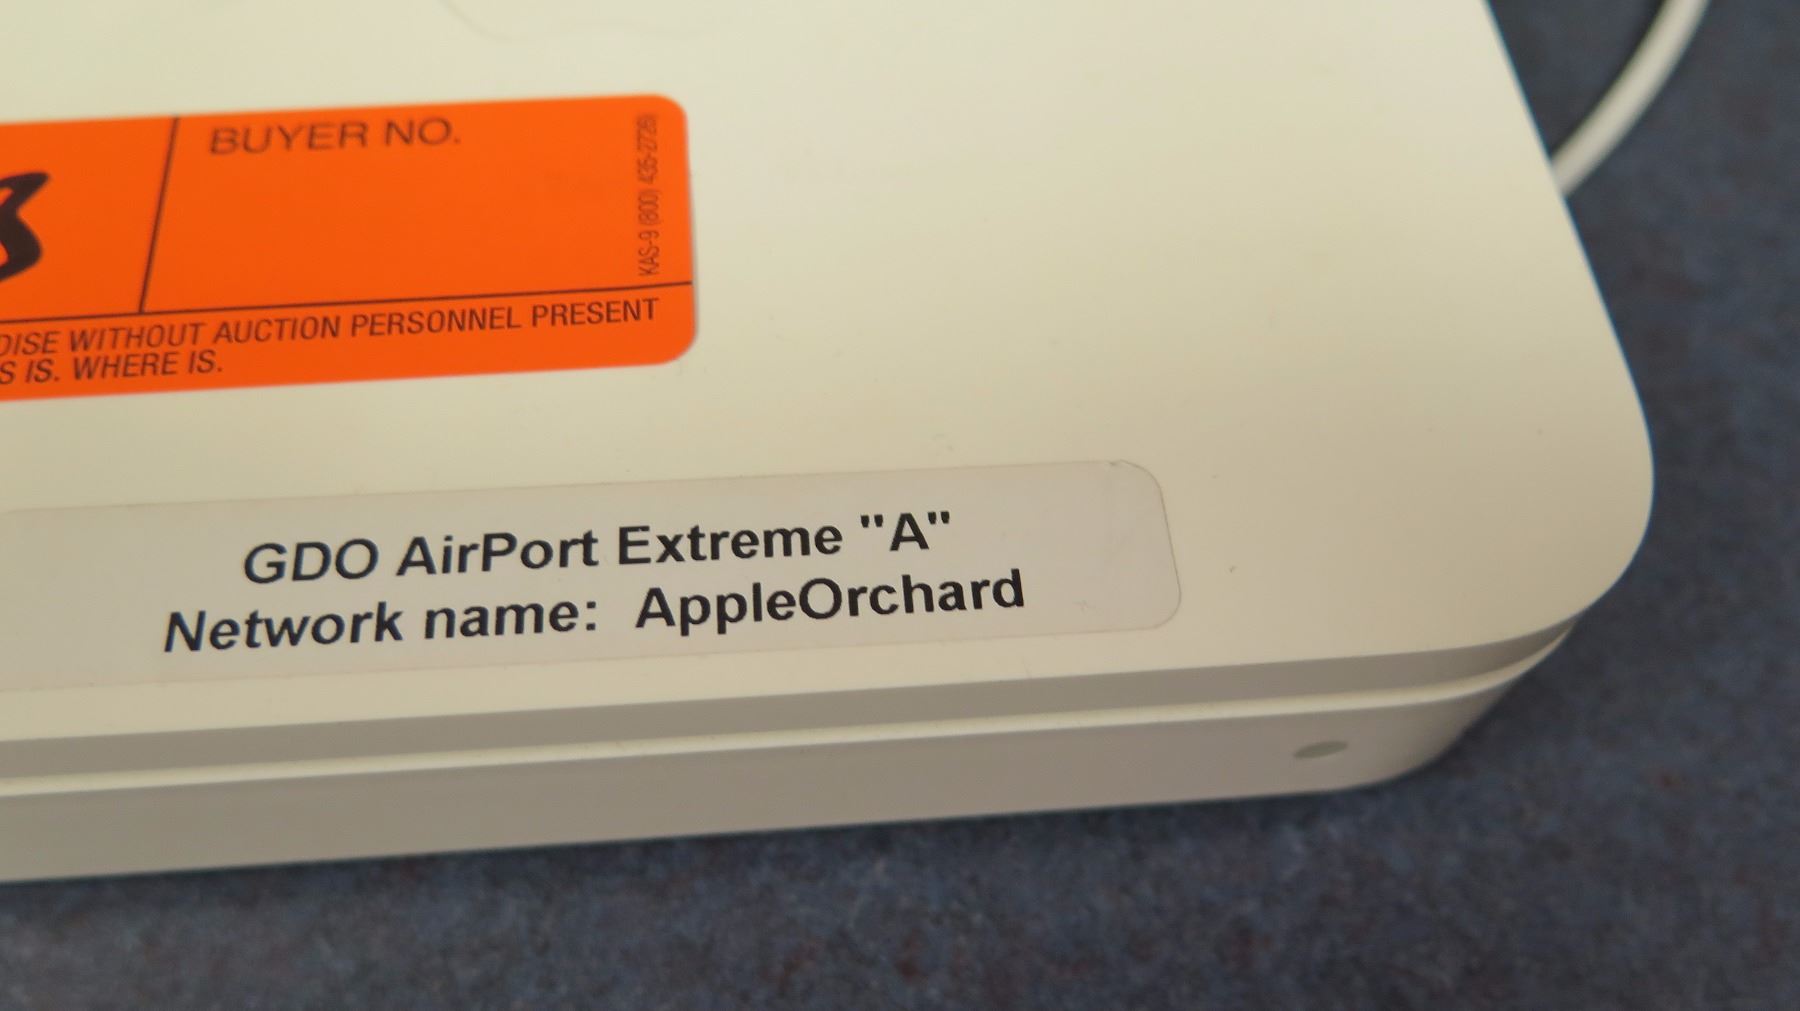 BUYER NO.
KAS-9 (800) 435-2726)
WITHOUT AUCTION PERSONNEL PRESENT
IS. WHERE IS.
GDO AirPort Extreme "A"
Network name: AppleOrchard